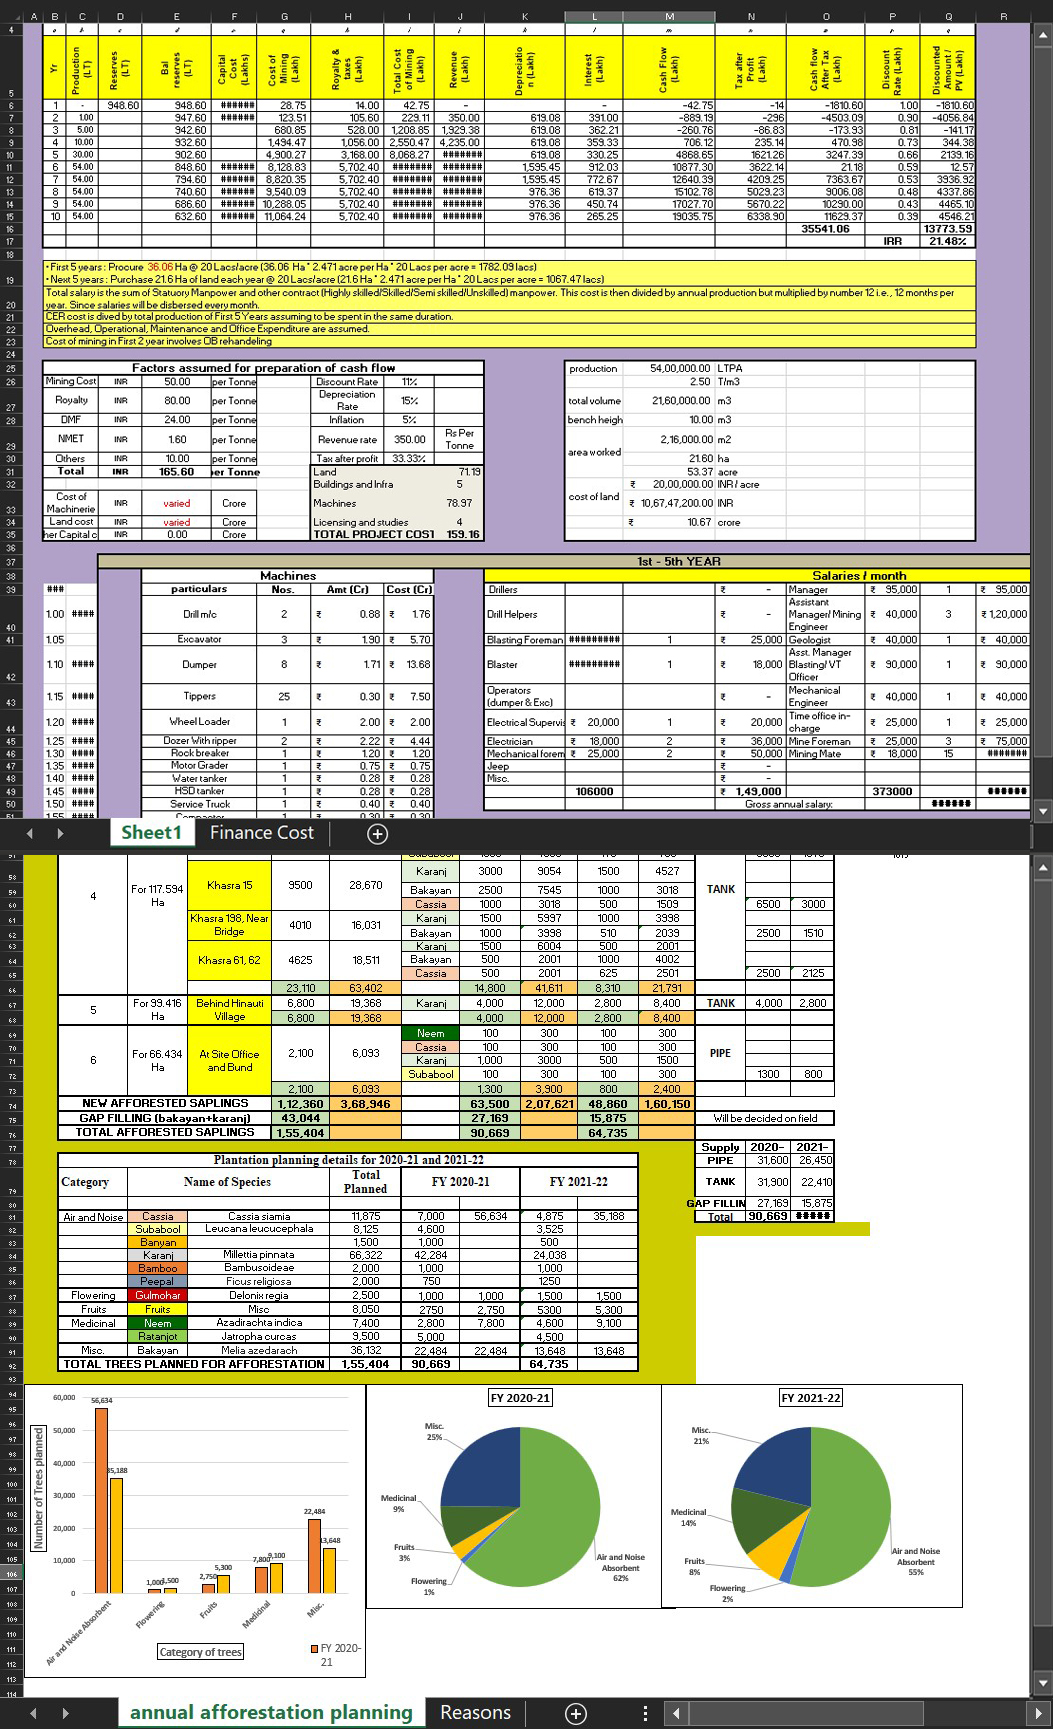 A B C D E F G H I J K L M N O P Q R
Yr | Production (LT) | Reserves (LT) | Bal reserves (LT) | Capital Cost (Lakhs) | Cost of Mining (Lakh) | Royalty & taxes (Lakh) | Total Cost of Mining (Lakh) | Revenue (Lakh) | Depreciatio n (Lakh) | Interest (Lakh) | Cash Flow (Lakh) | Tax after Profit (Lakh) | Cash flow After Tax (Lakh) | Discount Rate (Lakh) | Discounted Amount / PV (Lakh)
1 - 948.60 948.60 ###### 28.75 14.00 42.75 - - -42.75 -14 -1810.60 1.00 -1810.60
2 1.00 947.60 ###### 123.51 105.60 229.11 350.00 619.08 391.00 -889.19 -296 -4503.09 0.90 -4056.84
3 5.00 942.60 680.85 528.00 1,208.85 1,929.38 619.08 362.21 -260.76 -86.83 -173.93 0.81 -141.17
4 10.00 932.60 1,494.47 1,056.00 2,550.47 4,235.00 619.08 359.33 706.12 235.14 470.98 0.73 344.38
5 30.00 902.60 4,900.27 3,168.00 8,068.27 ####### 619.08 330.25 4868.65 1621.26 3247.39 0.66 2139.16
6 54.00 848.60 ###### 8,128.83 5,702.40 ####### ####### 1,595.45 912.03 10877.30 3622.14 21.18 0.59 12.57
7 54.00 794.60 ###### 8,820.35 5,702.40 ####### ####### 1,595.45 772.67 12640.39 4209.25 7363.67 0.53 3936.92
8 54.00 740.60 ###### 9,540.09 5,702.40 ####### ####### 976.36 619.37 15102.78 5029.23 9006.08 0.48 4337.86
9 54.00 686.60 ###### 10,288.05 5,702.40 ####### ####### 976.36 450.74 17027.70 5670.22 10290.00 0.43 4465.10
10 54.00 632.60 ###### 11,064.24 5,702.40 ####### ####### 976.36 265.25 19035.75 6338.90 11629.37 0.39 4546.21
35541.06 13773.59
IRR 21.48%
• First 5 years : Procure 36.06 Ha @ 20 Lacs/acre (36.06 Ha * 2.471 acre per Ha * 20 Lacs per acre = 1782.09 lacs)
• Next 5 years : Purchase 21.6 Ha of land each year @ 20 Lacs/acre (21.6 Ha * 2.471 acre per Ha * 20 Lacs per acre = 1067.47 lacs)
Total salary is the sum of Statuory Manpower and other contract (Highly skilled/Skilled/Semi skilled/Unskilled) manpower. This cost is then divided by annual production but multiplied by number 12 i.e., 12 months per
year. Since salaries will be disbersed every month.
CER cost is dived by total production of First 5 Years assuming to be spent in the same duration.
Overhead, Operational, Maintenance and Office Expenditure are assumed.
Cost of mining in First 2 year involves OB rehandeling
Factors assumed for preparation of cash flow
Mining Cost INR 50.00 per Tonne Discount Rate 11%
Royalty INR 80.00 per Tonne Depreciation Rate 15%
DMF INR 24.00 per Tonne Inflation 5%
NMET INR 1.60 per Tonne Revenue rate 350.00 Rs Per Tonne
Others INR 10.00 per Tonne Tax after profit 33.33%
Total INR 165.60 per Tonne Land 71.19
Buildings and Infra 5
Cost of Machinerie INR varied Crore Machines 78.97
Land cost INR varied Crore Licensing and studies 4
her Capital c INR 0.00 Crore TOTAL PROJECT COST 159.16
production 54,00,000.00 LTPA
2.50 T/m3
total volume 21,60,000.00 m3
bench heigh 10.00 m3
2,16,000.00 m2
area worked 21.60 ha
53.37 acre
₹ 20,00,000.00 INR / acre
cost of land ₹ 10,67,47,200.00 INR
₹ 10.67 crore
1st - 5th YEAR
Machines
Salaries / month
### particulars Nos. Amt (Cr) Cost (Cr) Drillers ₹ - Manager ₹ 95,000 1 ₹ 95,000
1.00 #### Drill m/c 2 ₹ 0.88 ₹ 1.76 Drill Helpers ₹ - Assistant Manager/ Mining Engineer ₹ 40,000 3 ₹ 1,20,000
1.05 Excavator 3 ₹ 1.90 ₹ 5.70 Blasting Foreman ######### 1 ₹ 25,000 Geologist ₹ 40,000 1 ₹ 40,000
1.10 #### Dumper 8 ₹ 1.71 ₹ 13.68 Blaster ######### 1 ₹ 18,000 Asst. Manager Blasting/ VT Officer ₹ 90,000 1 ₹ 90,000
1.15 #### Tippers 25 ₹ 0.30 ₹ 7.50 Operators (dumper & Exc) ₹ - Mechanical Engineer ₹ 40,000 1 ₹ 40,000
1.20 #### Wheel Loader 1 ₹ 2.00 ₹ 2.00 Electrical Supervis ₹ 20,000 1 ₹ 20,000 Time office in-charge ₹ 25,000 1 ₹ 25,000
1.25 #### Dozer With ripper 2 ₹ 2.22 ₹ 4.44 Electrician ₹ 18,000 2 ₹ 36,000 Mine Foreman ₹ 25,000 3 ₹ 75,000
1.30 #### Rock breaker 1 ₹ 1.20 ₹ 1.20 Mechanical forem ₹ 25,000 2 ₹ 50,000 Mining Mate ₹ 18,000 15 #######
1.35 #### Motor Grader 1 ₹ 0.75 ₹ 0.75 Jeep ₹ -
1.40 #### Water tanker 1 ₹ 0.28 ₹ 0.28 Misc. ₹ -
1.45 #### HSD tanker 1 ₹ 0.28 ₹ 0.28 106000 ₹ 1,49,000 373000 ######
1.50 #### Service Truck 1 ₹ 0.40 ₹ 0.40 Gross annual salary: ######
Sheet1 Finance Cost
4 For 117.594 Ha Khasra 15 9500 28,670 Karanj 3000 9054 1500 4527 TANK
Bakayan 2500 7545 1000 3018
Cassia 1000 3018 500 1509 6500 3000
Khasra 198, Near Bridge 4010 16,031 Karanj 1500 5997 1000 3998
Bakayan 1000 3998 510 2039 2500 1510
Khasra 61, 62 4625 18,511 Karanj 1500 6004 500 2001
Bakayan 500 2001 1000 4002
Cassia 500 2001 625 2501 2500 2125
23,110 63,402 14,800 41,611 8,310 21,791
5 For 99.416 Ha Behind Hinauti Village 6,800 19,368 Karanj 4,000 12,000 2,800 8,400 TANK 4,000 2,800
6,800 19,368 4,000 12,000 2,800 8,400
6 For 66.434 Ha At Site Office and Bund 2,100 6,093 Neem 100 300 100 300 PIPE
Cassia 100 300 100 300
Karanj 1,000 3000 500 1500
Subabool 100 300 100 300 1300 800
2,100 6,093 1,300 3,900 800 2,400
NEW AFFORESTED SAPLINGS 1,12,360 3,68,946 63,500 2,07,621 48,860 1,60,150
GAP FILLING (bakayan+karanj) 43,044 27,169 15,875 Will be decided on field
TOTAL AFFORESTED SAPLINGS 1,55,404 90,669 64,735
Supply 2020- 2021-
PIPE 31,600 26,450
TANK 31,900 22,410
GAP FILLIN 27,169 15,875
Total 90,669 #####
Plantation planning details for 2020-21 and 2021-22
Category Name of Species Total Planned FY 2020-21 FY 2021-22
Air and Noise Cassia Cassia siamia 11,875 7,000 56,634 4,875 35,188
Subabool Leucana leucucephala 8,125 4,600 3,525
Banyan 1,500 1,000 500
Karanj Millettia pinnata 66,322 42,284 24,038
Bamboo Bambusoideae 2,000 1,000 1,000
Peepal Ficus religiosa 2,000 750 1250
Flowering Gulmohar Delonix regia 2,500 1,000 1,000 1,500 1,500
Fruits Fruits Misc 8,050 2750 2,750 5300 5,300
Medicinal Neem Azadirachta indica 7,400 2,800 7,800 4,600 9,100
Ratanjot Jatropha curcas 9,500 5,000 4,500
Misc. Bakayan Melia azedarach 36,132 22,484 22,484 13,648 13,648
TOTAL TREES PLANNED FOR AFFORESTATION 1,55,404 90,669 64,735
Number of Trees planned
60,000
50,000
40,000
30,000
20,000
10,000
0
56,634 35,188
1,000 1,500
2,750 5,300
7,800 9,100
22,484 13,648
Air and Noise Absorbent Flowering Fruits Medicinal Misc.
Category of trees
FY 2020-21
FY 2020-21
Misc. 25%
Medicinal 9%
Fruits 3%
Flowering 1%
Air and Noise Absorbent 62%
FY 2021-22
Misc. 21%
Medicinal 14%
Fruits 8%
Flowering 2%
Air and Noise Absorbent 55%
annual afforestation planning Reasons